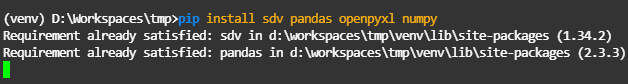 (venv) D:\Workspaces\tmp>pip install sdv pandas openpyxl numpy
Requirement already satisfied: sdv in d:\workspaces\tmp\venv\lib\site-packages (1.34.2)
Requirement already satisfied: pandas in d:\workspaces\tmp\venv\lib\site-packages (2.3.3)